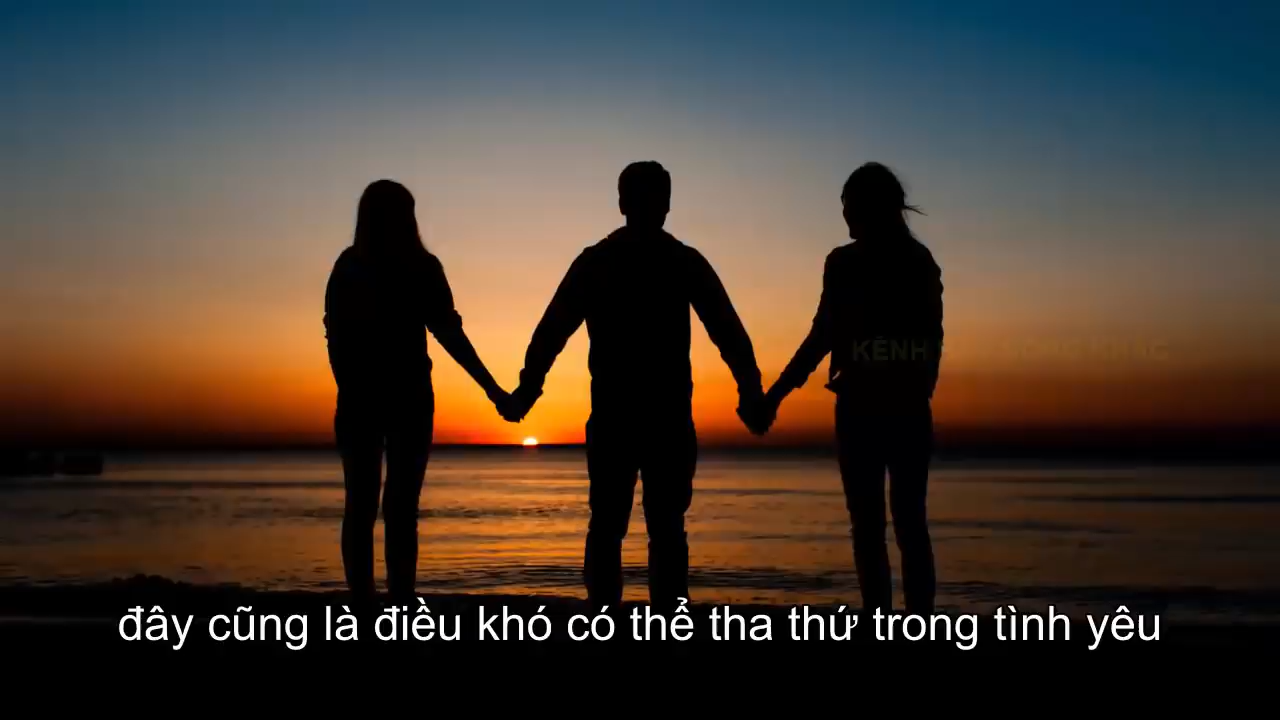 KÊNH
đây cũng là điều khó có thể tha thứ trong tình yêu